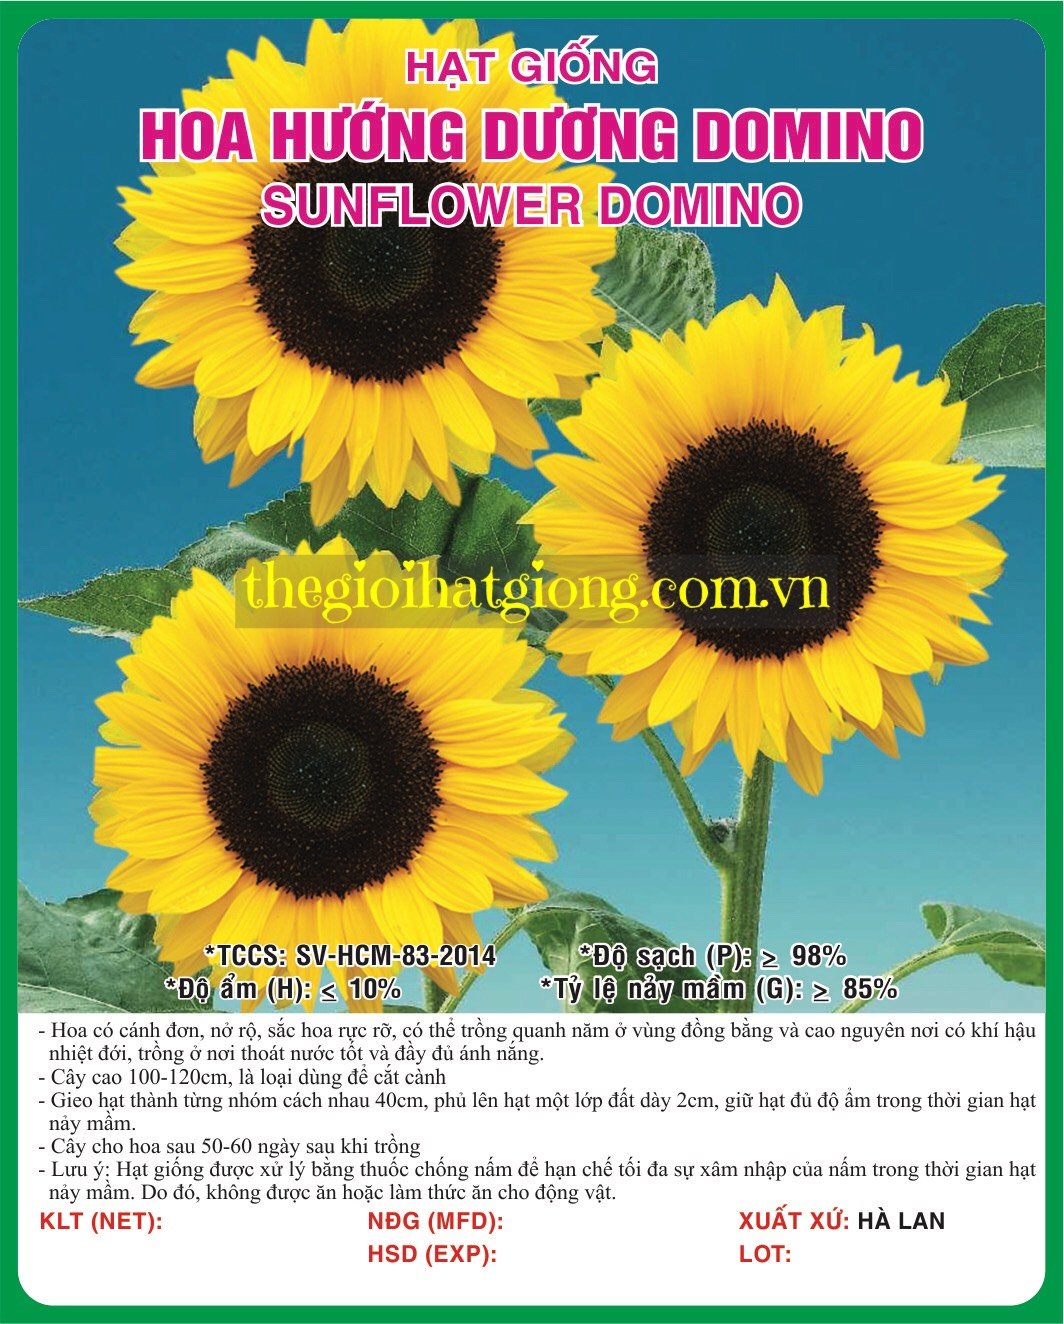 HẠT GIỐNG
HOA HƯỚNG DƯƠNG DOMINO
SUNFLOWER DOMINO
thegioihatgiong.com.vn
*TCCS: SV-HCM-83-2014 *Độ sạch (P): ≥ 98%
*Độ ẩm (H): ≤ 10% *Tỷ lệ nảy mầm (G): ≥ 85%
- Hoa có cánh đơn, nở rộ, sắc hoa rực rỡ, có thể trồng quanh năm ở vùng đồng bằng và cao nguyên nơi có khí hậu
nhiệt đới, trồng ở nơi thoát nước tốt và đầy đủ ánh nắng.
- Cây cao 100-120cm, là loại dùng để cắt cành
- Gieo hạt thành từng nhóm cách nhau 40cm, phủ lên hạt một lớp đất dày 2cm, giữ hạt đủ độ ẩm trong thời gian hạt
nảy mầm.
- Cây cho hoa sau 50-60 ngày sau khi trồng
- Lưu ý: Hạt giống được xử lý bằng thuốc chống nấm để hạn chế tối đa sự xâm nhập của nấm trong thời gian hạt
nảy mầm. Do đó, không được ăn hoặc làm thức ăn cho động vật.
KLT (NET): NĐG (MFD): XUẤT XỨ: HÀ LAN
HSD (EXP): LOT: